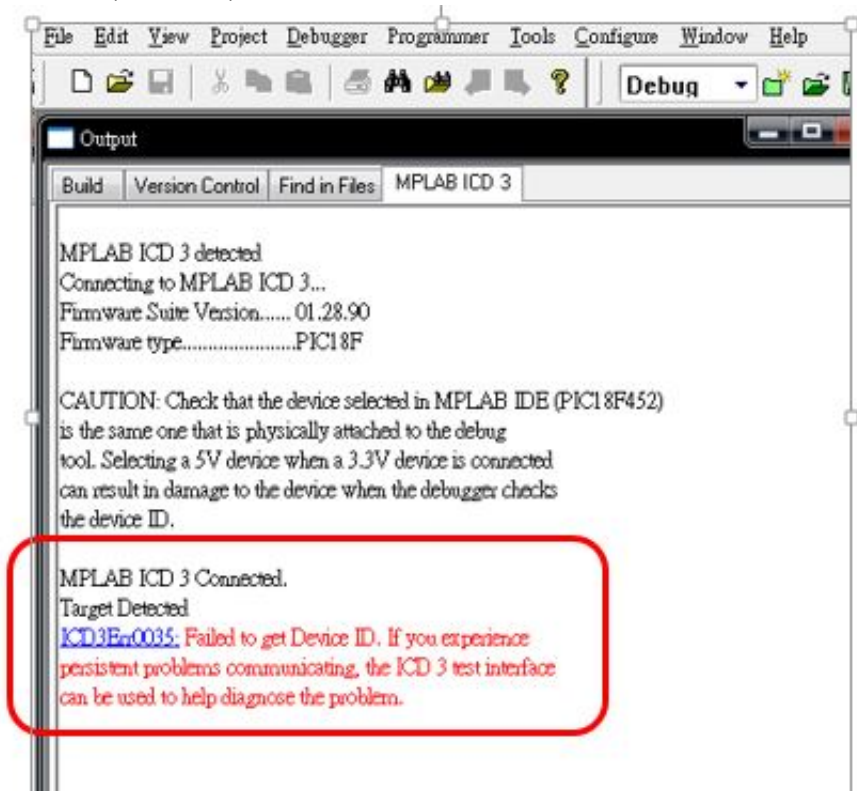 File Edit View Project Debugger Programmer Tools Configure Window Help
Debug
Output
Build Version Control Find in Files MPLAB ICD 3
MPLAB ICD 3 detected
Connecting to MPLAB ICD 3...
Firmware Suite Version...... 01.28.90
Firmware type......................PIC18F
CAUTION: Check that the device selected in MPLAB IDE (PIC18F452)
is the same one that is physically attached to the debug
tool. Selecting a 5V device when a 3.3V device is connected
can result in damage to the device when the debugger checks
the device ID.
MPLAB ICD 3 Connected.
Target Detected
ICD3Err0035: Failed to get Device ID. If you experience
persistent problems communicating, the ICD 3 test interface
can be used to help diagnose the problem.